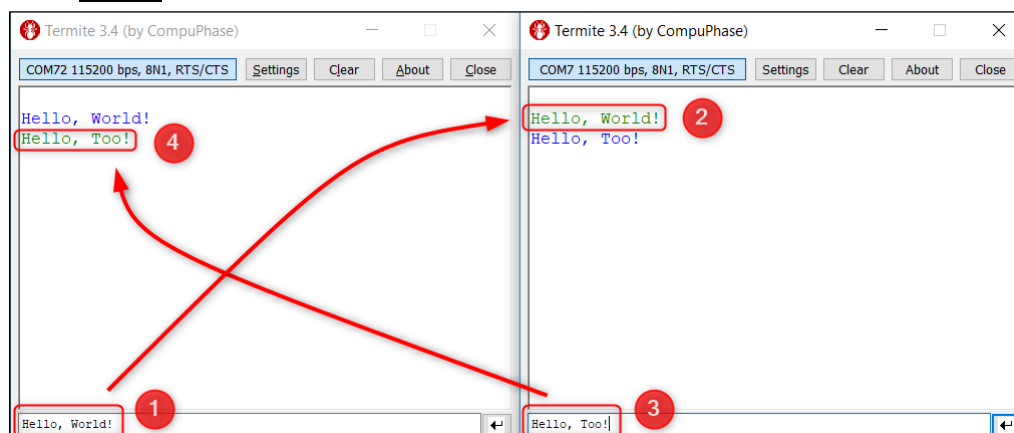 Termite 3.4 (by CompuPhase)
COM72 115200 bps, 8N1, RTS/CTS Settings Clear About Close
Hello, World!
Hello, Too!
4
1
Hello, World!
Termite 3.4 (by CompuPhase)
COM7 115200 bps, 8N1, RTS/CTS Settings Clear About Close
Hello, World!
2
Hello, Too!
3
Hello, Too!